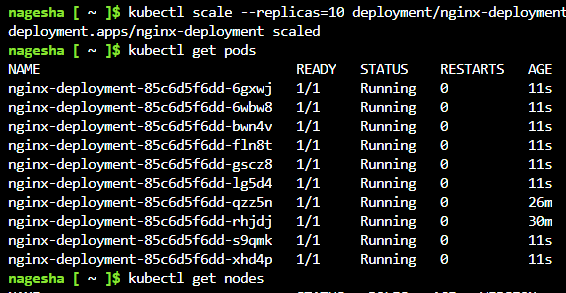 nagesha [ ~ ]$ kubectl scale --replicas=10 deployment/nginx-deployment
deployment.apps/nginx-deployment scaled
nagesha [ ~ ]$ kubectl get pods
NAME READY STATUS RESTARTS AGE
nginx-deployment-85c6d5f6dd-6gxwj 1/1 Running 0 11s
nginx-deployment-85c6d5f6dd-6wbw8 1/1 Running 0 11s
nginx-deployment-85c6d5f6dd-bwn4v 1/1 Running 0 11s
nginx-deployment-85c6d5f6dd-fln8t 1/1 Running 0 11s
nginx-deployment-85c6d5f6dd-gscz8 1/1 Running 0 11s
nginx-deployment-85c6d5f6dd-lg5d4 1/1 Running 0 11s
nginx-deployment-85c6d5f6dd-qzz5n 1/1 Running 0 26m
nginx-deployment-85c6d5f6dd-rhjdj 1/1 Running 0 30m
nginx-deployment-85c6d5f6dd-s9qmk 1/1 Running 0 11s
nginx-deployment-85c6d5f6dd-xhd4p 1/1 Running 0 11s
nagesha [ ~ ]$ kubectl get nodes